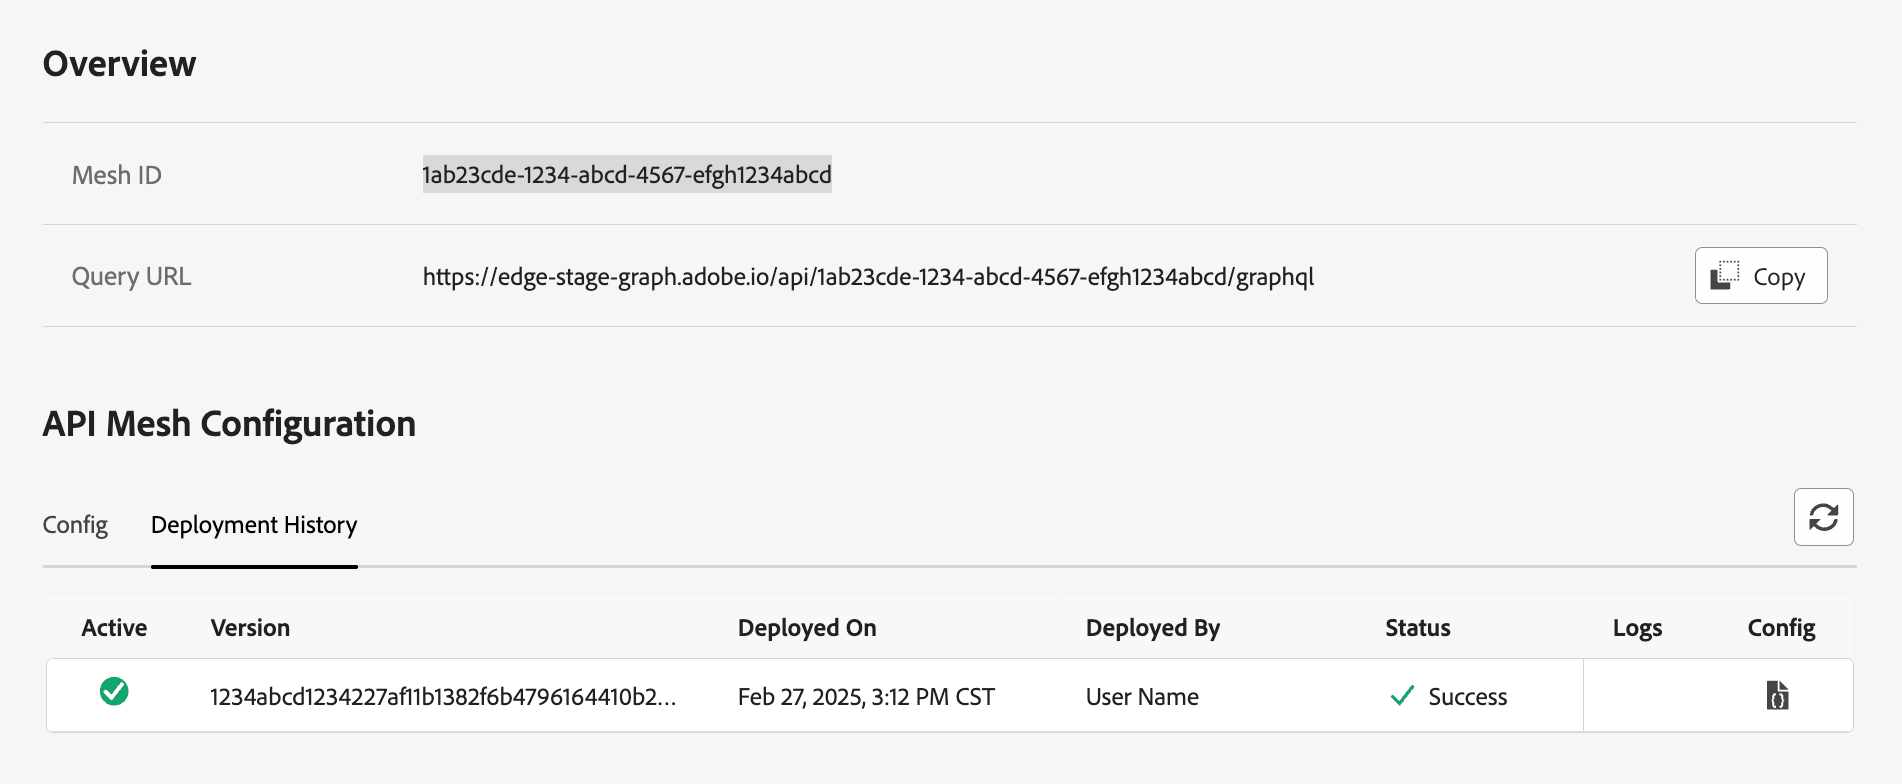 Overview
Mesh ID 1ab23cde-1234-abcd-4567-efgh1234abcd
Query URL https://edge-stage-graph.adobe.io/api/1ab23cde-1234-abcd-4567-efgh1234abcd/graphql Copy
API Mesh Configuration
Config Deployment History
Active Version Deployed On Deployed By Status Logs Config
1234abcd1234227af11b1382f6b4796164410b2... Feb 27, 2025, 3:12 PM CST User Name Success